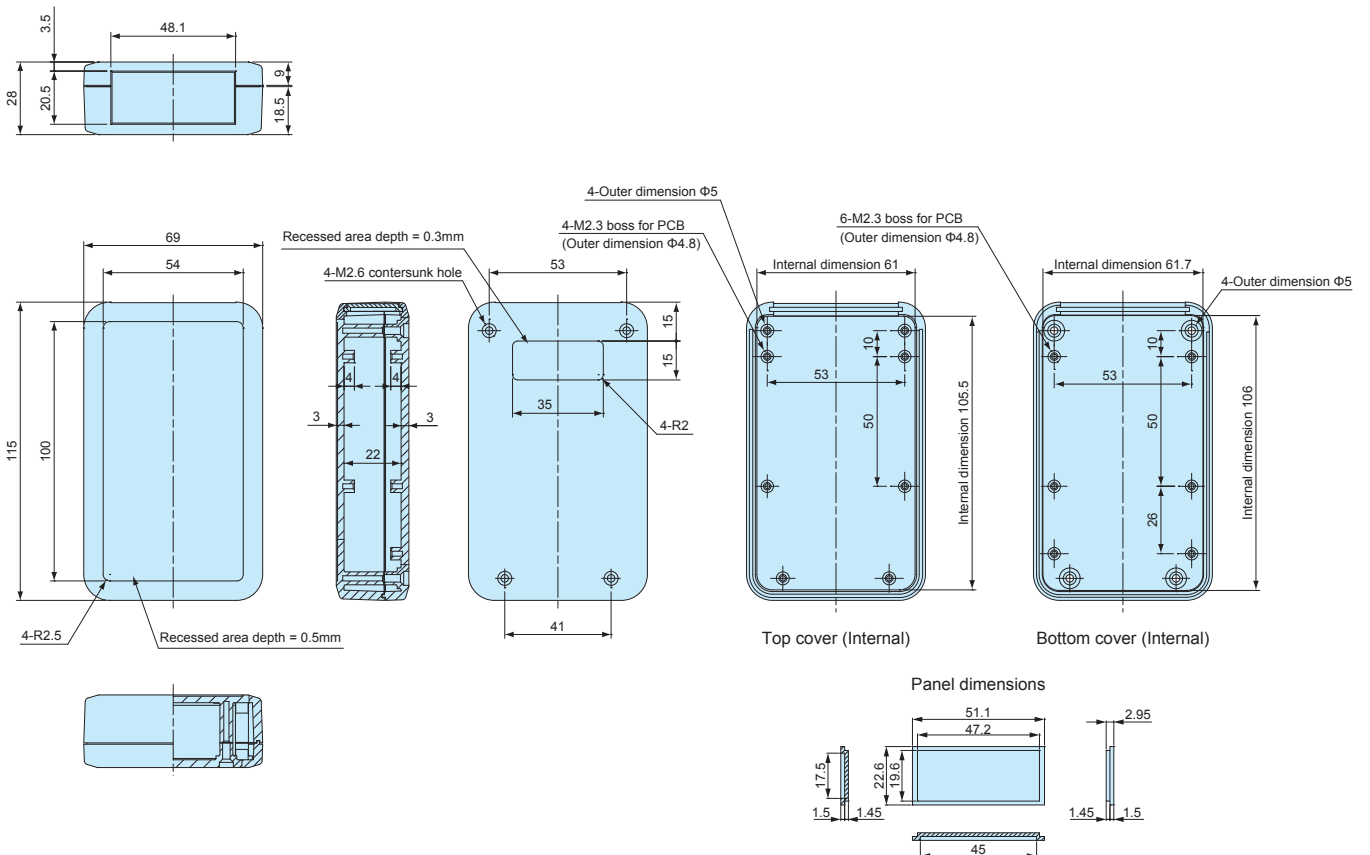 48.1
3.5
28
20.5
9
18.5
4-Outer dimension Φ5
4-M2.3 boss for PCB
(Outer dimension Φ4.8)
6-M2.3 boss for PCB
(Outer dimension Φ4.8)
69
54
Recessed area depth = 0.3mm
4-M2.6 contersunk hole
53
Internal dimension 61
Internal dimension 61.7
4-Outer dimension Φ5
115
100
4
4
3
3
22
15
15
35
4-R2
10
53
50
Internal dimension 105.5
10
53
50
26
Internal dimension 106
4-R2.5
Recessed area depth = 0.5mm
41
Top cover (Internal)
Bottom cover (Internal)
Panel dimensions
51.1
47.2
2.95
17.5
22.6
19.6
1.5
1.45
1.45
1.5
45